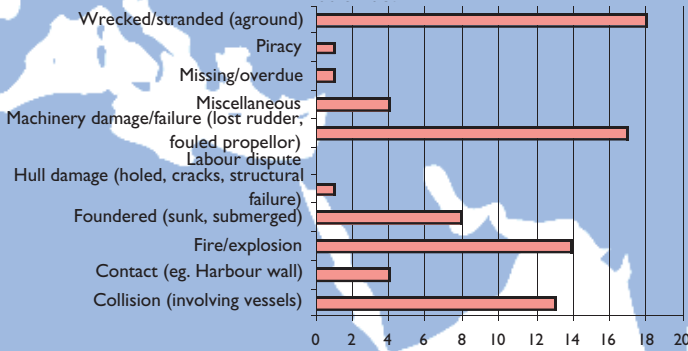 Wrecked/stranded (aground)
Piracy
Missing/overdue
Miscellaneous
Machinery damage/failure (lost rudder,
fouled propellor)
Labour dispute
Hull damage (holed, cracks, structural
failure)
Foundered (sunk, submerged)
Fire/explosion
Contact (eg. Harbour wall)
Collision (involving vessels)
0 2 4 6 8 10 12 14 16 18 20